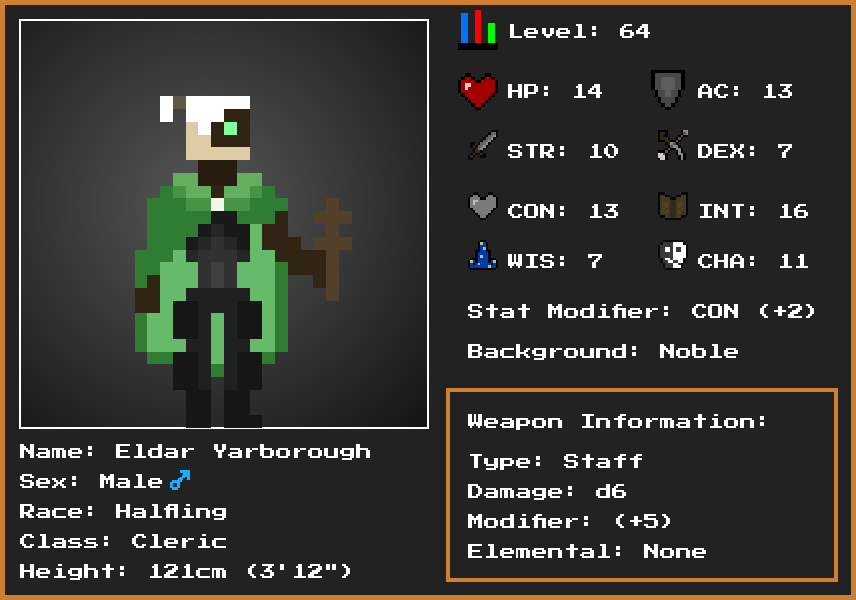 Level: 64
HP: 14 AC: 13
STR: 10 DEX: 7
CON: 13 INT: 16
WIS: 7 CHA: 11
Stat Modifier: CON (+2)
Background: Noble
Weapon Information:
Type: Staff
Damage: d6
Modifier: (+5)
Elemental: None
Name: Eldar Yarborough
Sex: Male♂
Race: Halfling
Class: Cleric
Height: 121cm (3'12")